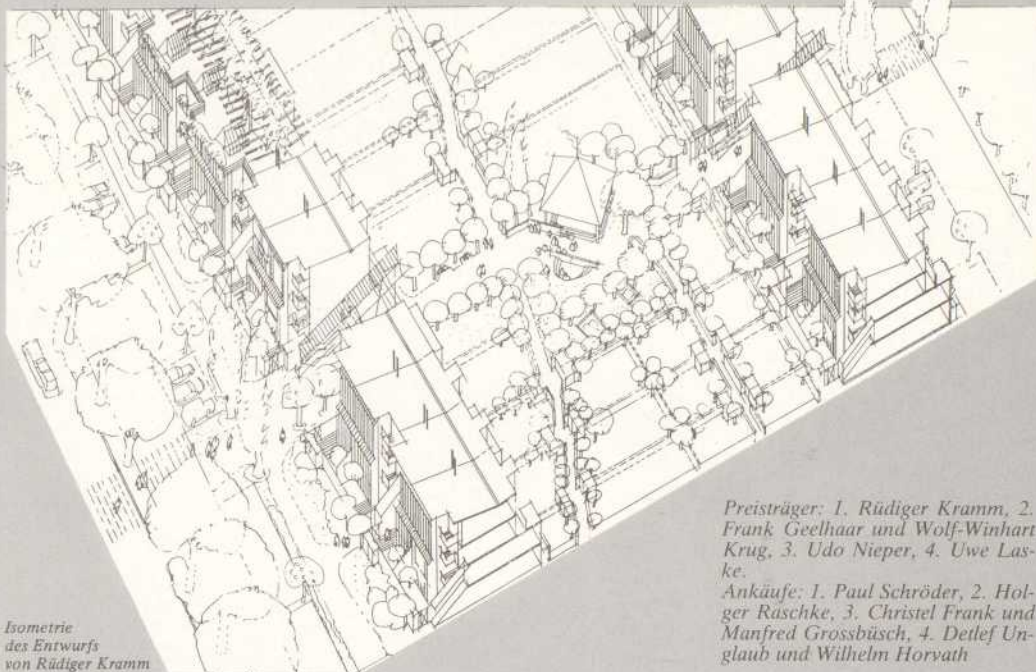 Preisträger: 1. Rüdiger Kramm, 2.
Frank Geelhaar und Wolf-Winhart
Krug, 3. Udo Nieper, 4. Uwe Las-
ke.
Ankäufe: 1. Paul Schröder, 2. Hol-
ger Raschke, 3. Christel Frank und
Manfred Grossbüsch, 4. Detlef Un-
glaub und Wilhelm Horvath
Isometrie
des Entwurfs
von Rüdiger Kramm